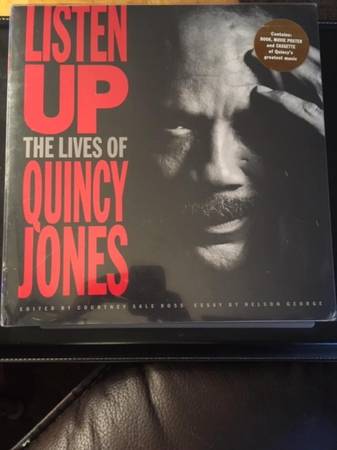 LISTEN
UP
THE LIVES OF
QUINCY
JONES
Contains:
BOOK, MOVIE POSTER
and CASSETTE
of Quincy's
greatest music
EDITED BY COURTNEY SALE ROSS ESSAY BY NELSON GEORGE